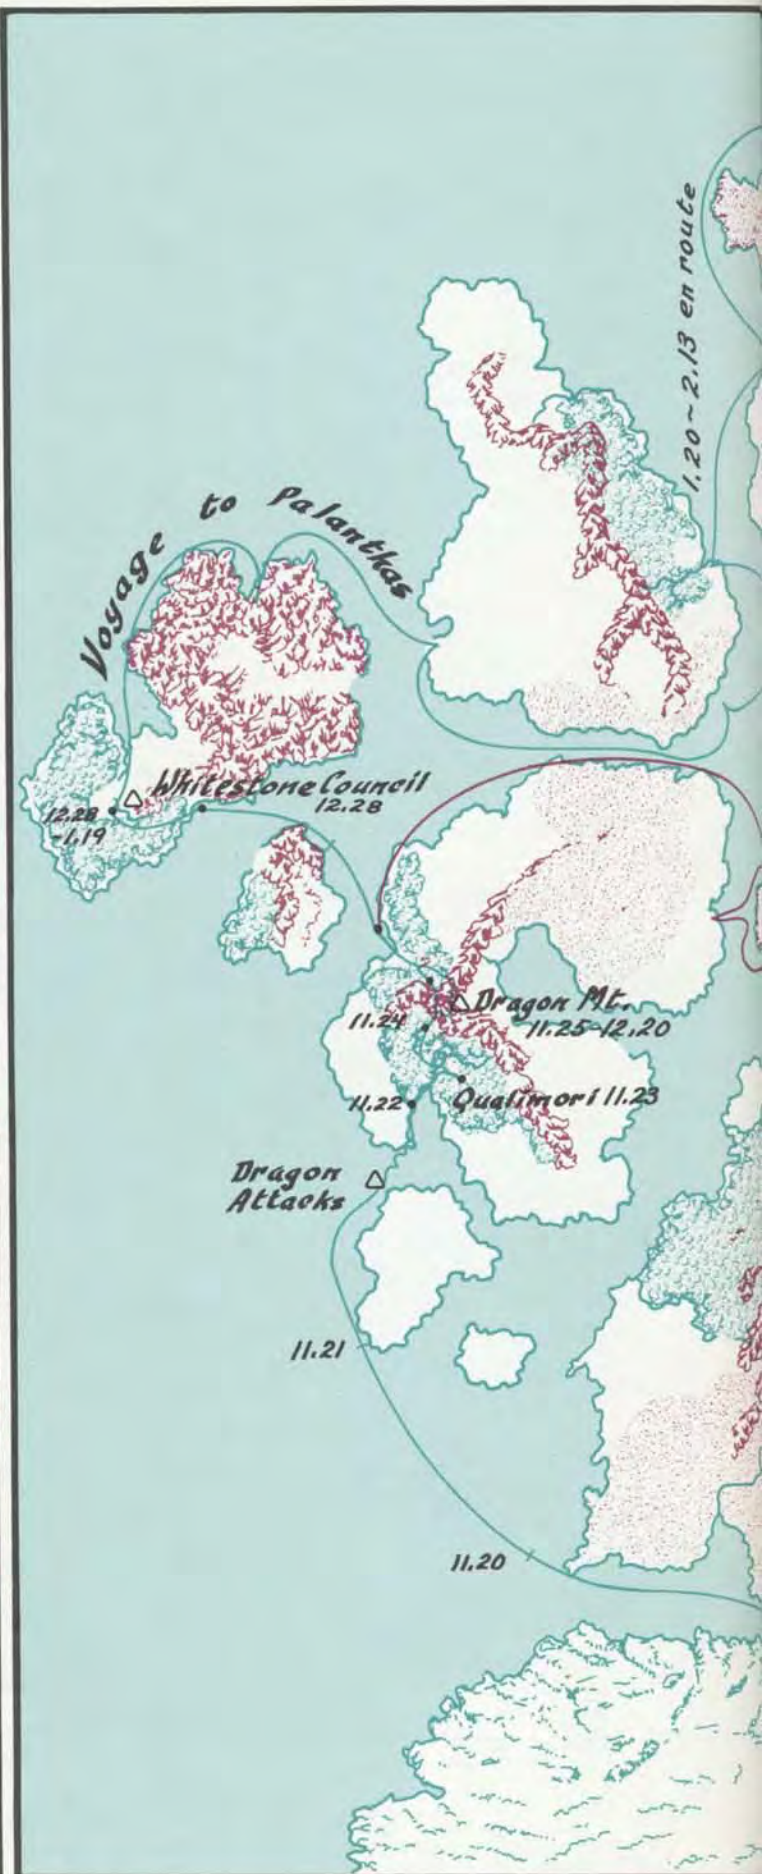 1.20~2.13 en route
Voyage to Palanthas
Whitestone Council
12.28
12.28
-1.19
Dragon Mt.
11.25-12.20
11.24
11.22
Qualimori 11.23
Dragon
Attacks
11.21
11.20